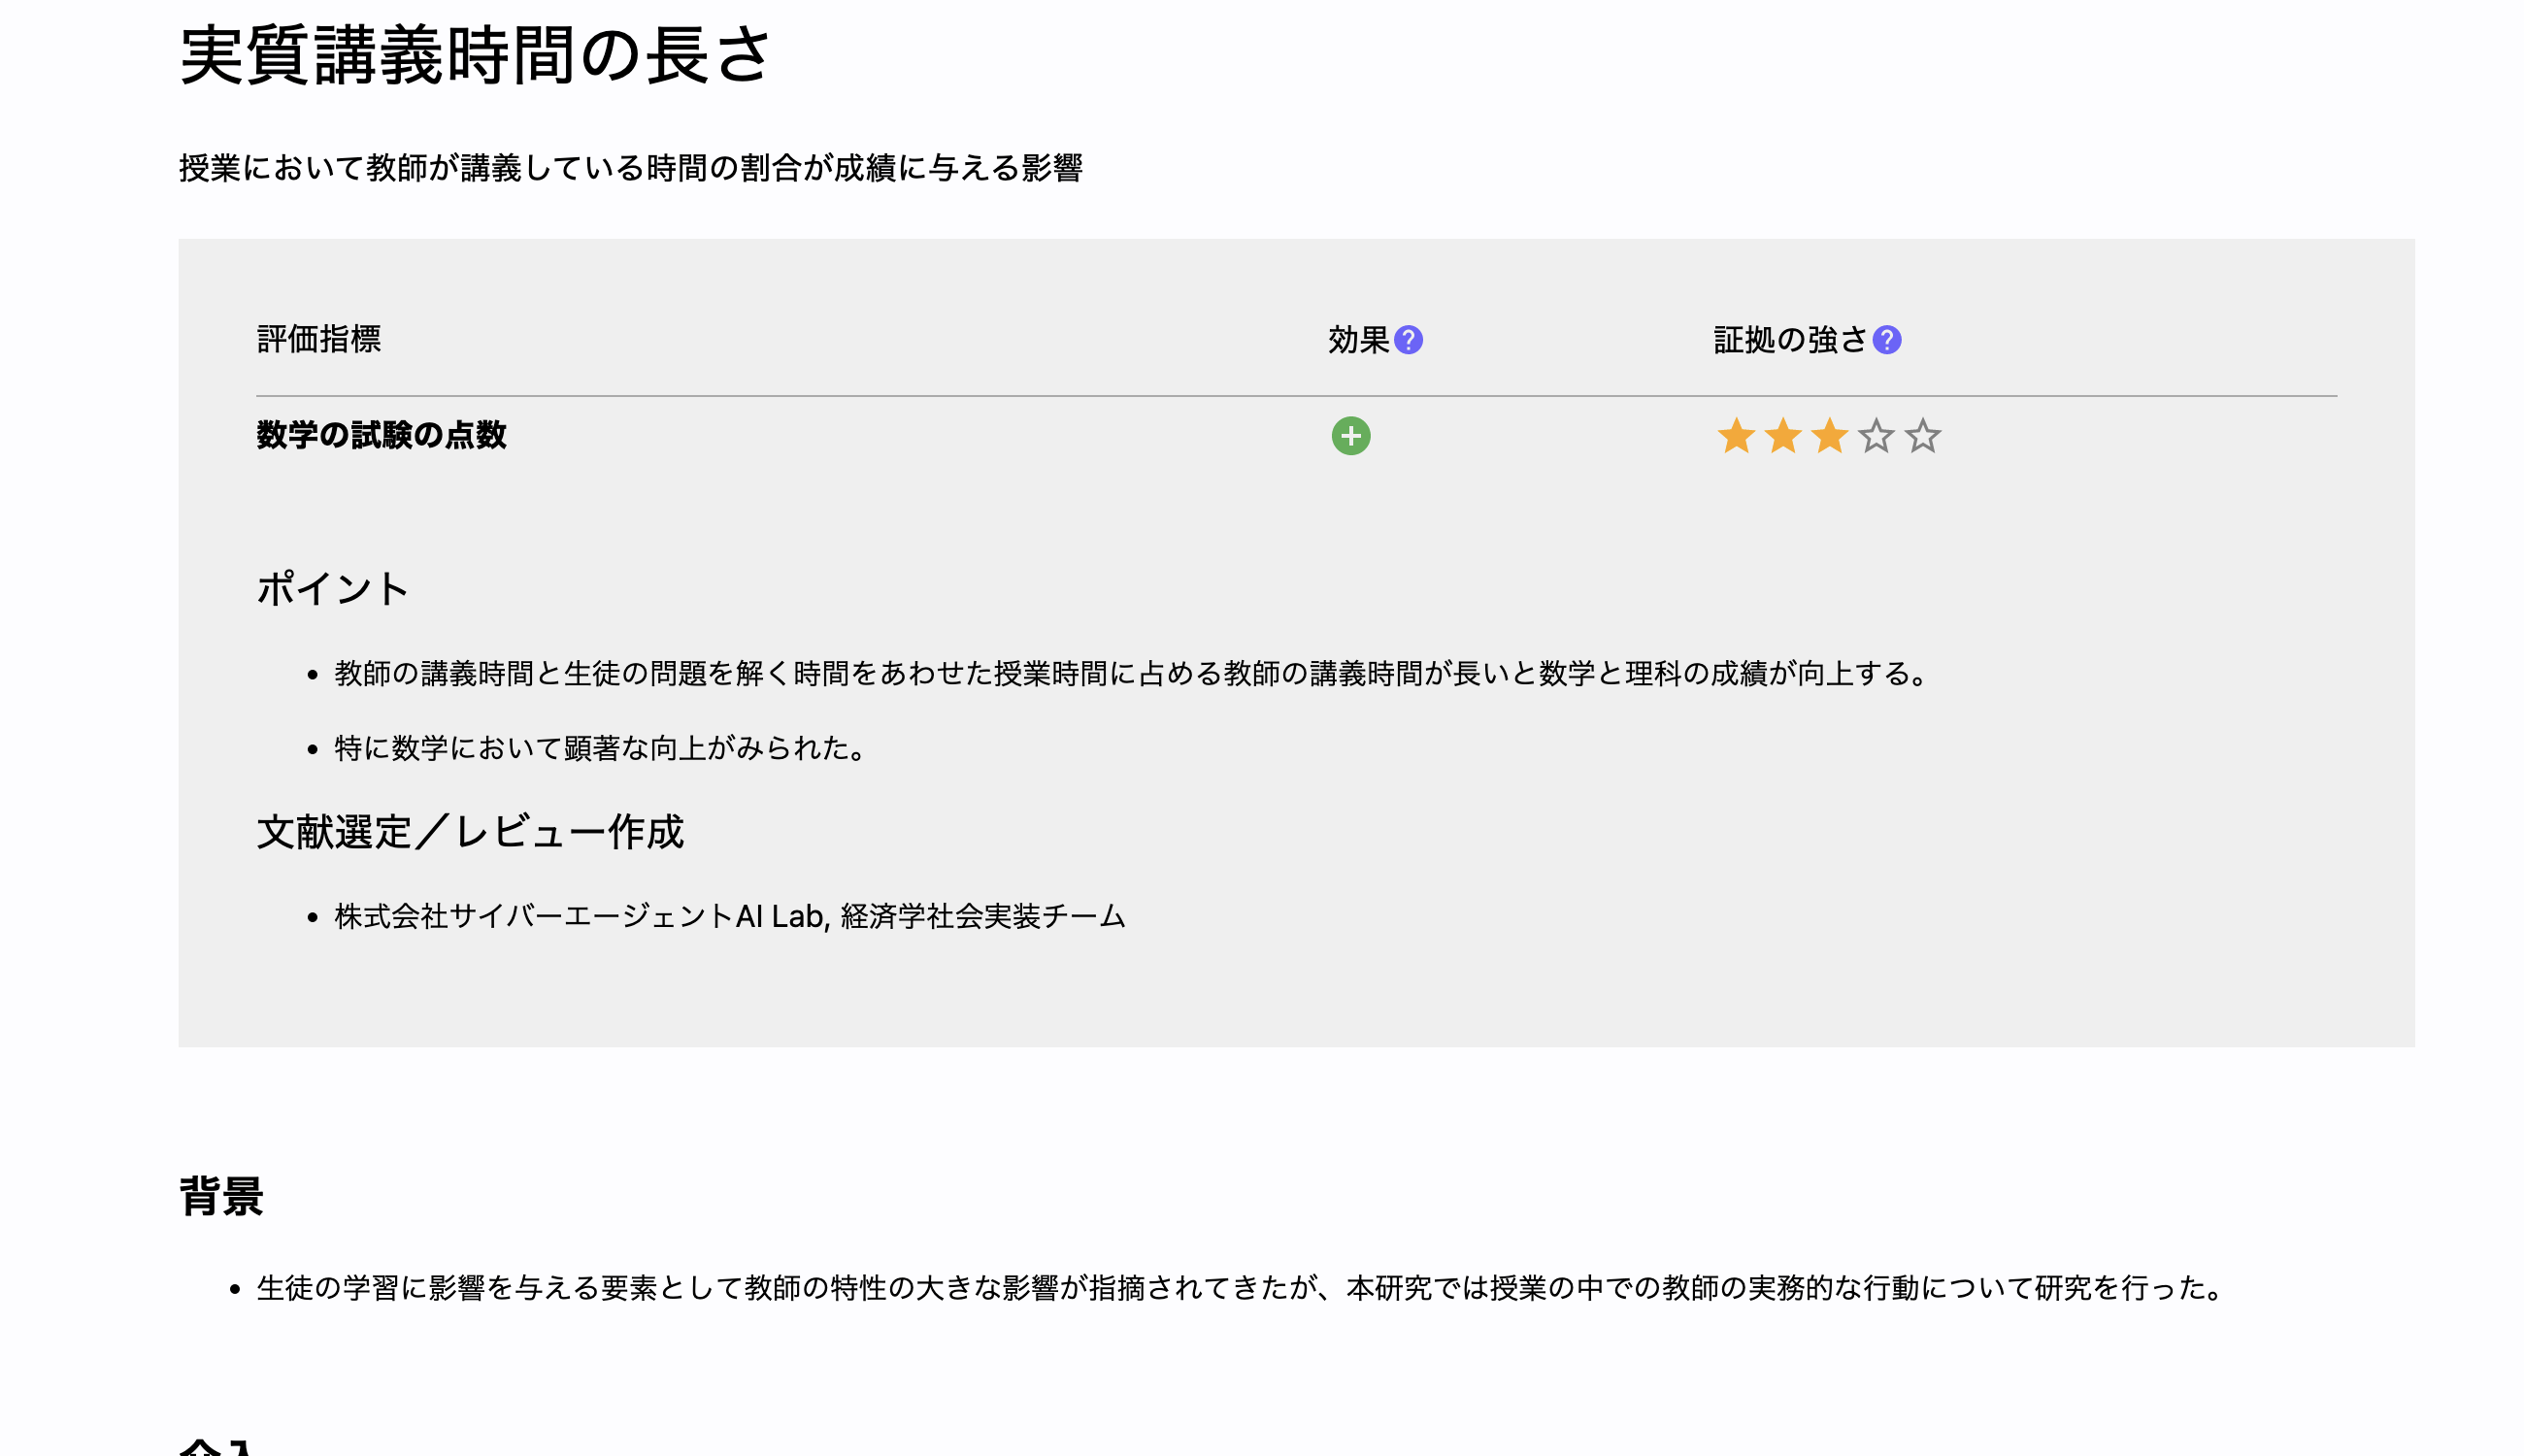 実質講義時間の長さ
授業において教師が講義している時間の割合が成績に与える影響
評価指標 効果? 証拠の強さ?
数学の試験の点数
ポイント
• 教師の講義時間と生徒の問題を解く時間をあわせた授業時間に占める教師の講義時間が長いと数学と理科の成績が向上する。
• 特に数学において顕著な向上がみられた。
文献選定／レビュー作成
• 株式会社サイバーエージェントAI Lab, 経済学社会実装チーム
背景
• 生徒の学習に影響を与える要素として教師の特性の大きな影響が指摘されてきたが、本研究では授業の中での教師の実務的な行動について研究を行った。
介入